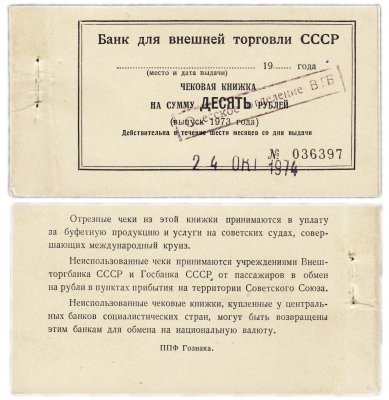 Банк для внешней торговли СССР
19 года
(место и дата выдачи)
ЧЕКОВАЯ КНИЖКА
НА СУММУ ДЕСЯТЬ РУБЛЕЙ
(выпуск 1973 года)
Действительна в течение шести месяцев со дня выдачи
отделение ВТБ
№ 036397
24 ОКТ 1974
Отрезные чеки из этой книжки принимаются в уплату
за буфетную продукцию и услуги на советских судах, совер-
шающих международный круиз.
Неиспользованные чеки принимаются учреждениями Внеш-
торгбанка СССР и Госбанка СССР от пассажиров в обмен
на рубли в пунктах прибытия на территории Советского Союза.
Неиспользованные чековые книжки, купленные у централь-
ных банков социалистических стран, могут быть возвращены
этим банкам для обмена на национальную валюту.
ППФ Гознака.